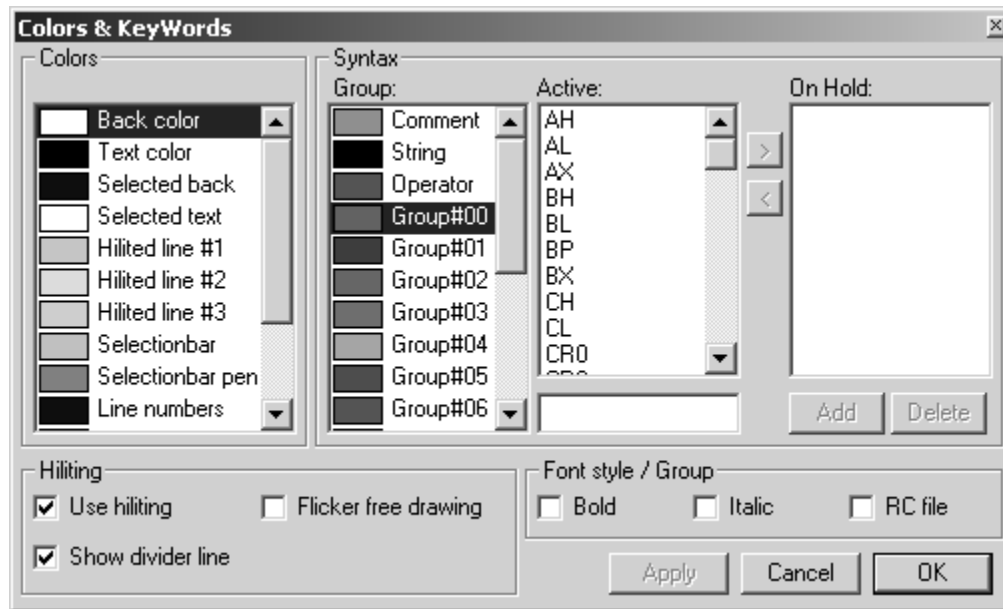 Colors & KeyWords
Colors
Back color
Text color
Selected back
Selected text
Hilited line #1
Hilited line #2
Hilited line #3
Selectionbar
Selectionbar pen
Line numbers
Syntax
Group:
Comment
String
Operator
Group#00
Group#01
Group#02
Group#03
Group#04
Group#05
Group#06
Active:
AH
AL
AX
BH
BL
BP
BX
CH
CL
CR0
>
<
On Hold:
Add Delete
Hiliting
Use hiliting Flicker free drawing
Show divider line
Font style / Group
Bold Italic RC file
Apply Cancel OK